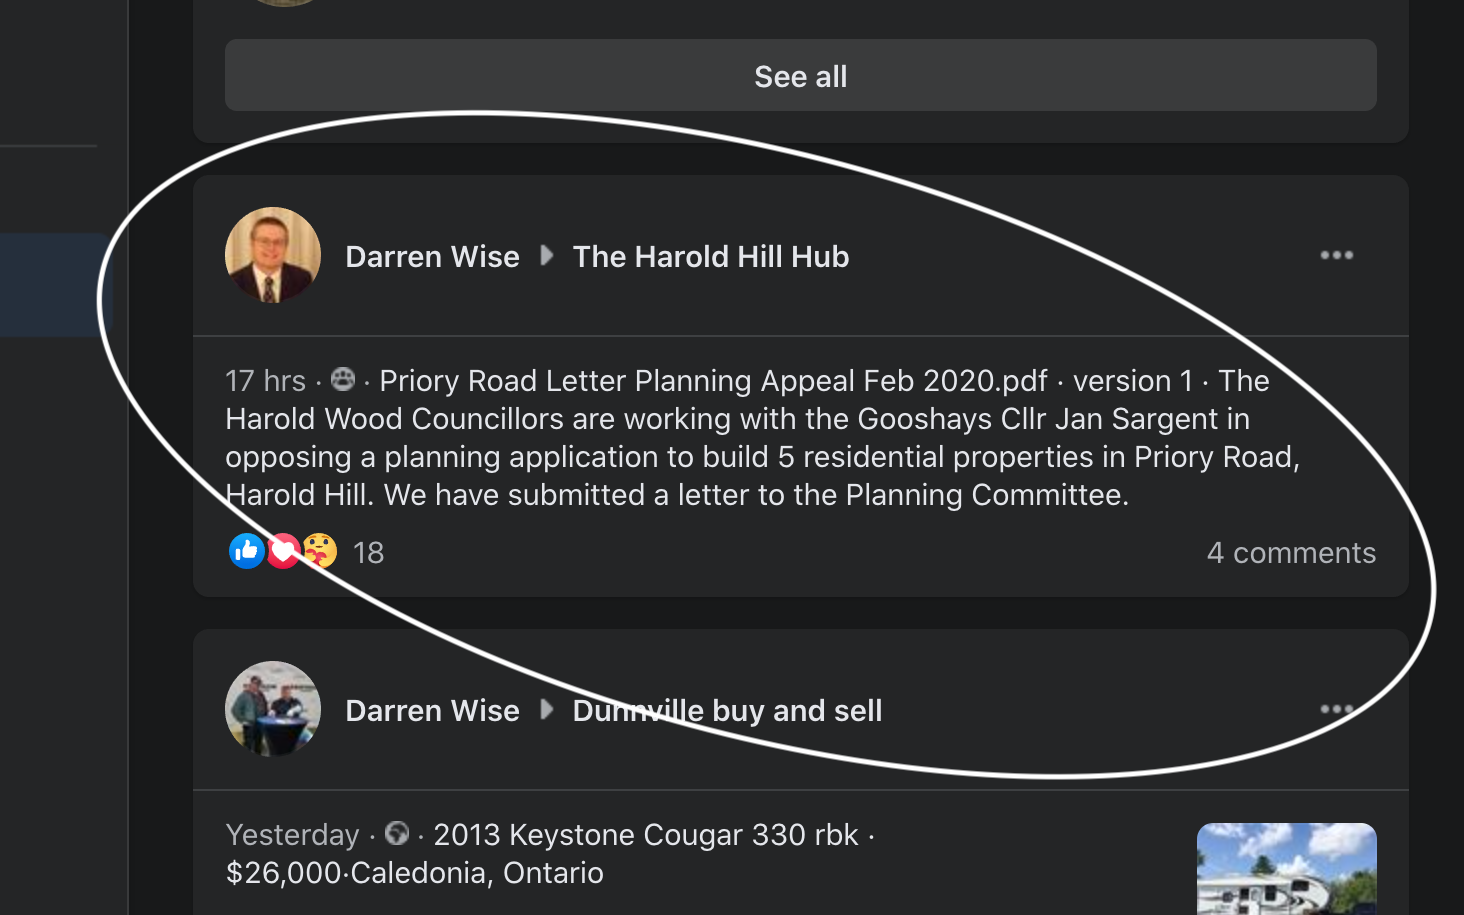 See all
Darren Wise The Harold Hill Hub
17 hrs · · Priory Road Letter Planning Appeal Feb 2020.pdf · version 1 · The
Harold Wood Councillors are working with the Gooshays Cllr Jan Sargent in
opposing a planning application to build 5 residential properties in Priory Road,
Harold Hill. We have submitted a letter to the Planning Committee.
18 4 comments
Darren Wise Dunnville buy and sell
Yesterday · · 2013 Keystone Cougar 330 rbk ·
$26,000·Caledonia, Ontario